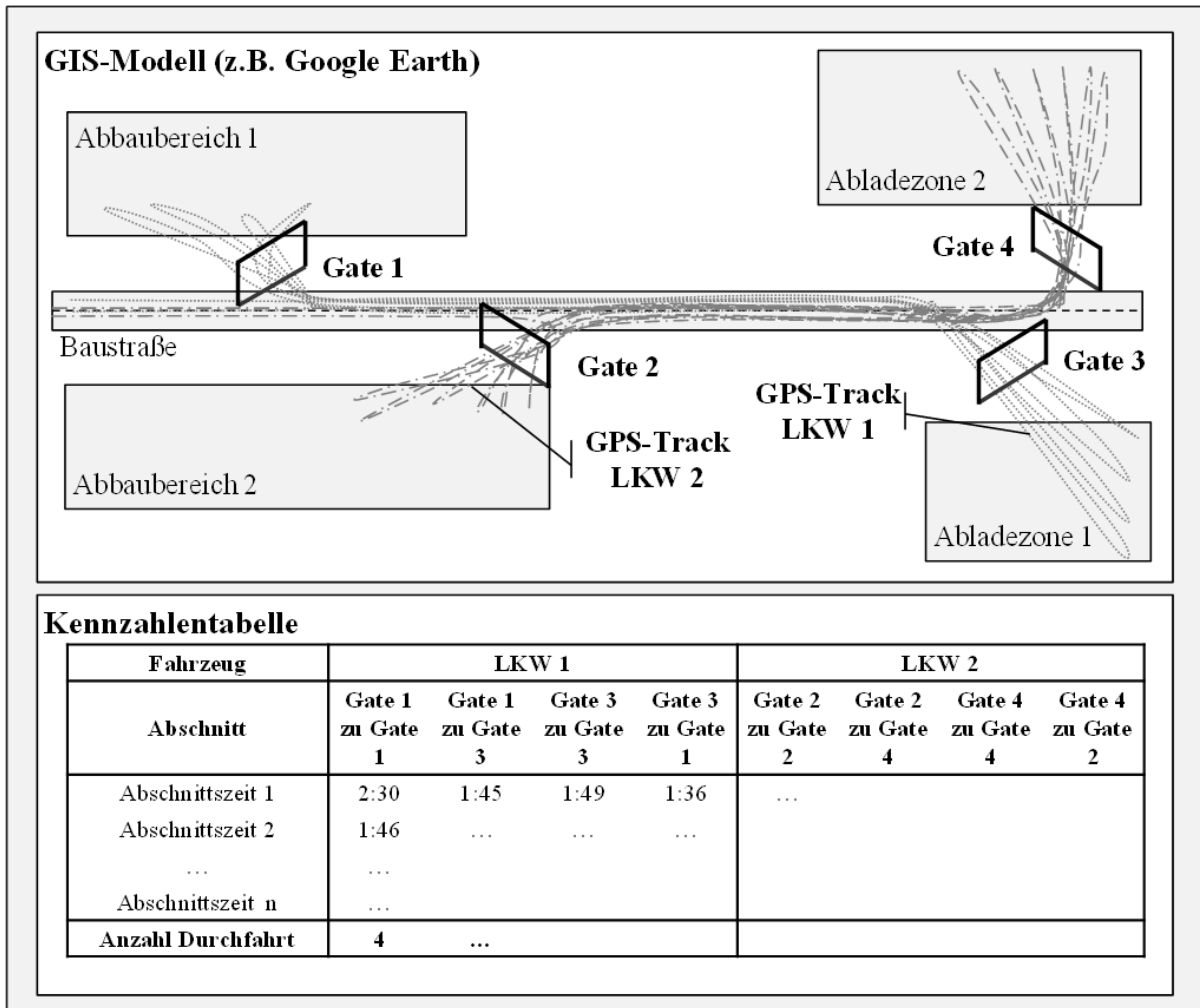 GIS-Modell (z.B. Google Earth)
Abbaubereich 1
Abladezone 2
Gate 1
Gate 4
Baustraße
Gate 2
Gate 3
GPS-Track
LKW 1
GPS-Track
LKW 2
Abbaubereich 2
Abladezone 1
Kennzahlentabelle
Fahrzeug LKW 1 LKW 2
Abschnitt
Gate 1 Gate 1 Gate 3 Gate 3 Gate 2 Gate 2 Gate 4 Gate 4
zu Gate zu Gate zu Gate zu Gate zu Gate zu Gate zu Gate zu Gate
1 3 3 1 2 4 4 2
Abschnittszeit 1 2:30 1:45 1:49 1:36 …
Abschnittszeit 2 1:46 … … …
… …
Abschnittszeit n …
Anzahl Durchfahrt 4 …